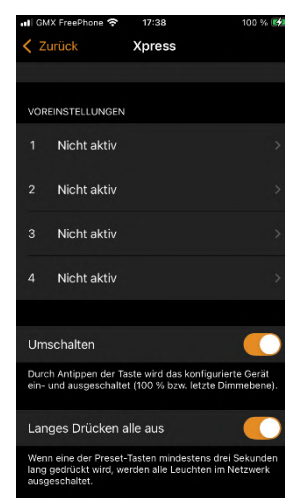 GMX FreePhone 17:38 100 %
Zurück Xpress
VOREINSTELLUNGEN
1 Nicht aktiv
2 Nicht aktiv
3 Nicht aktiv
4 Nicht aktiv
Umschalten
Durch Antippen der Taste wird das konfigurierte Gerät
ein- und ausgeschaltet (100 % bzw. letzte Dimmebene).
Langes Drücken alle aus
Wenn eine der Preset-Tasten mindestens drei Sekunden
lang gedrückt wird, werden alle Leuchten im Netzwerk
ausgeschaltet.